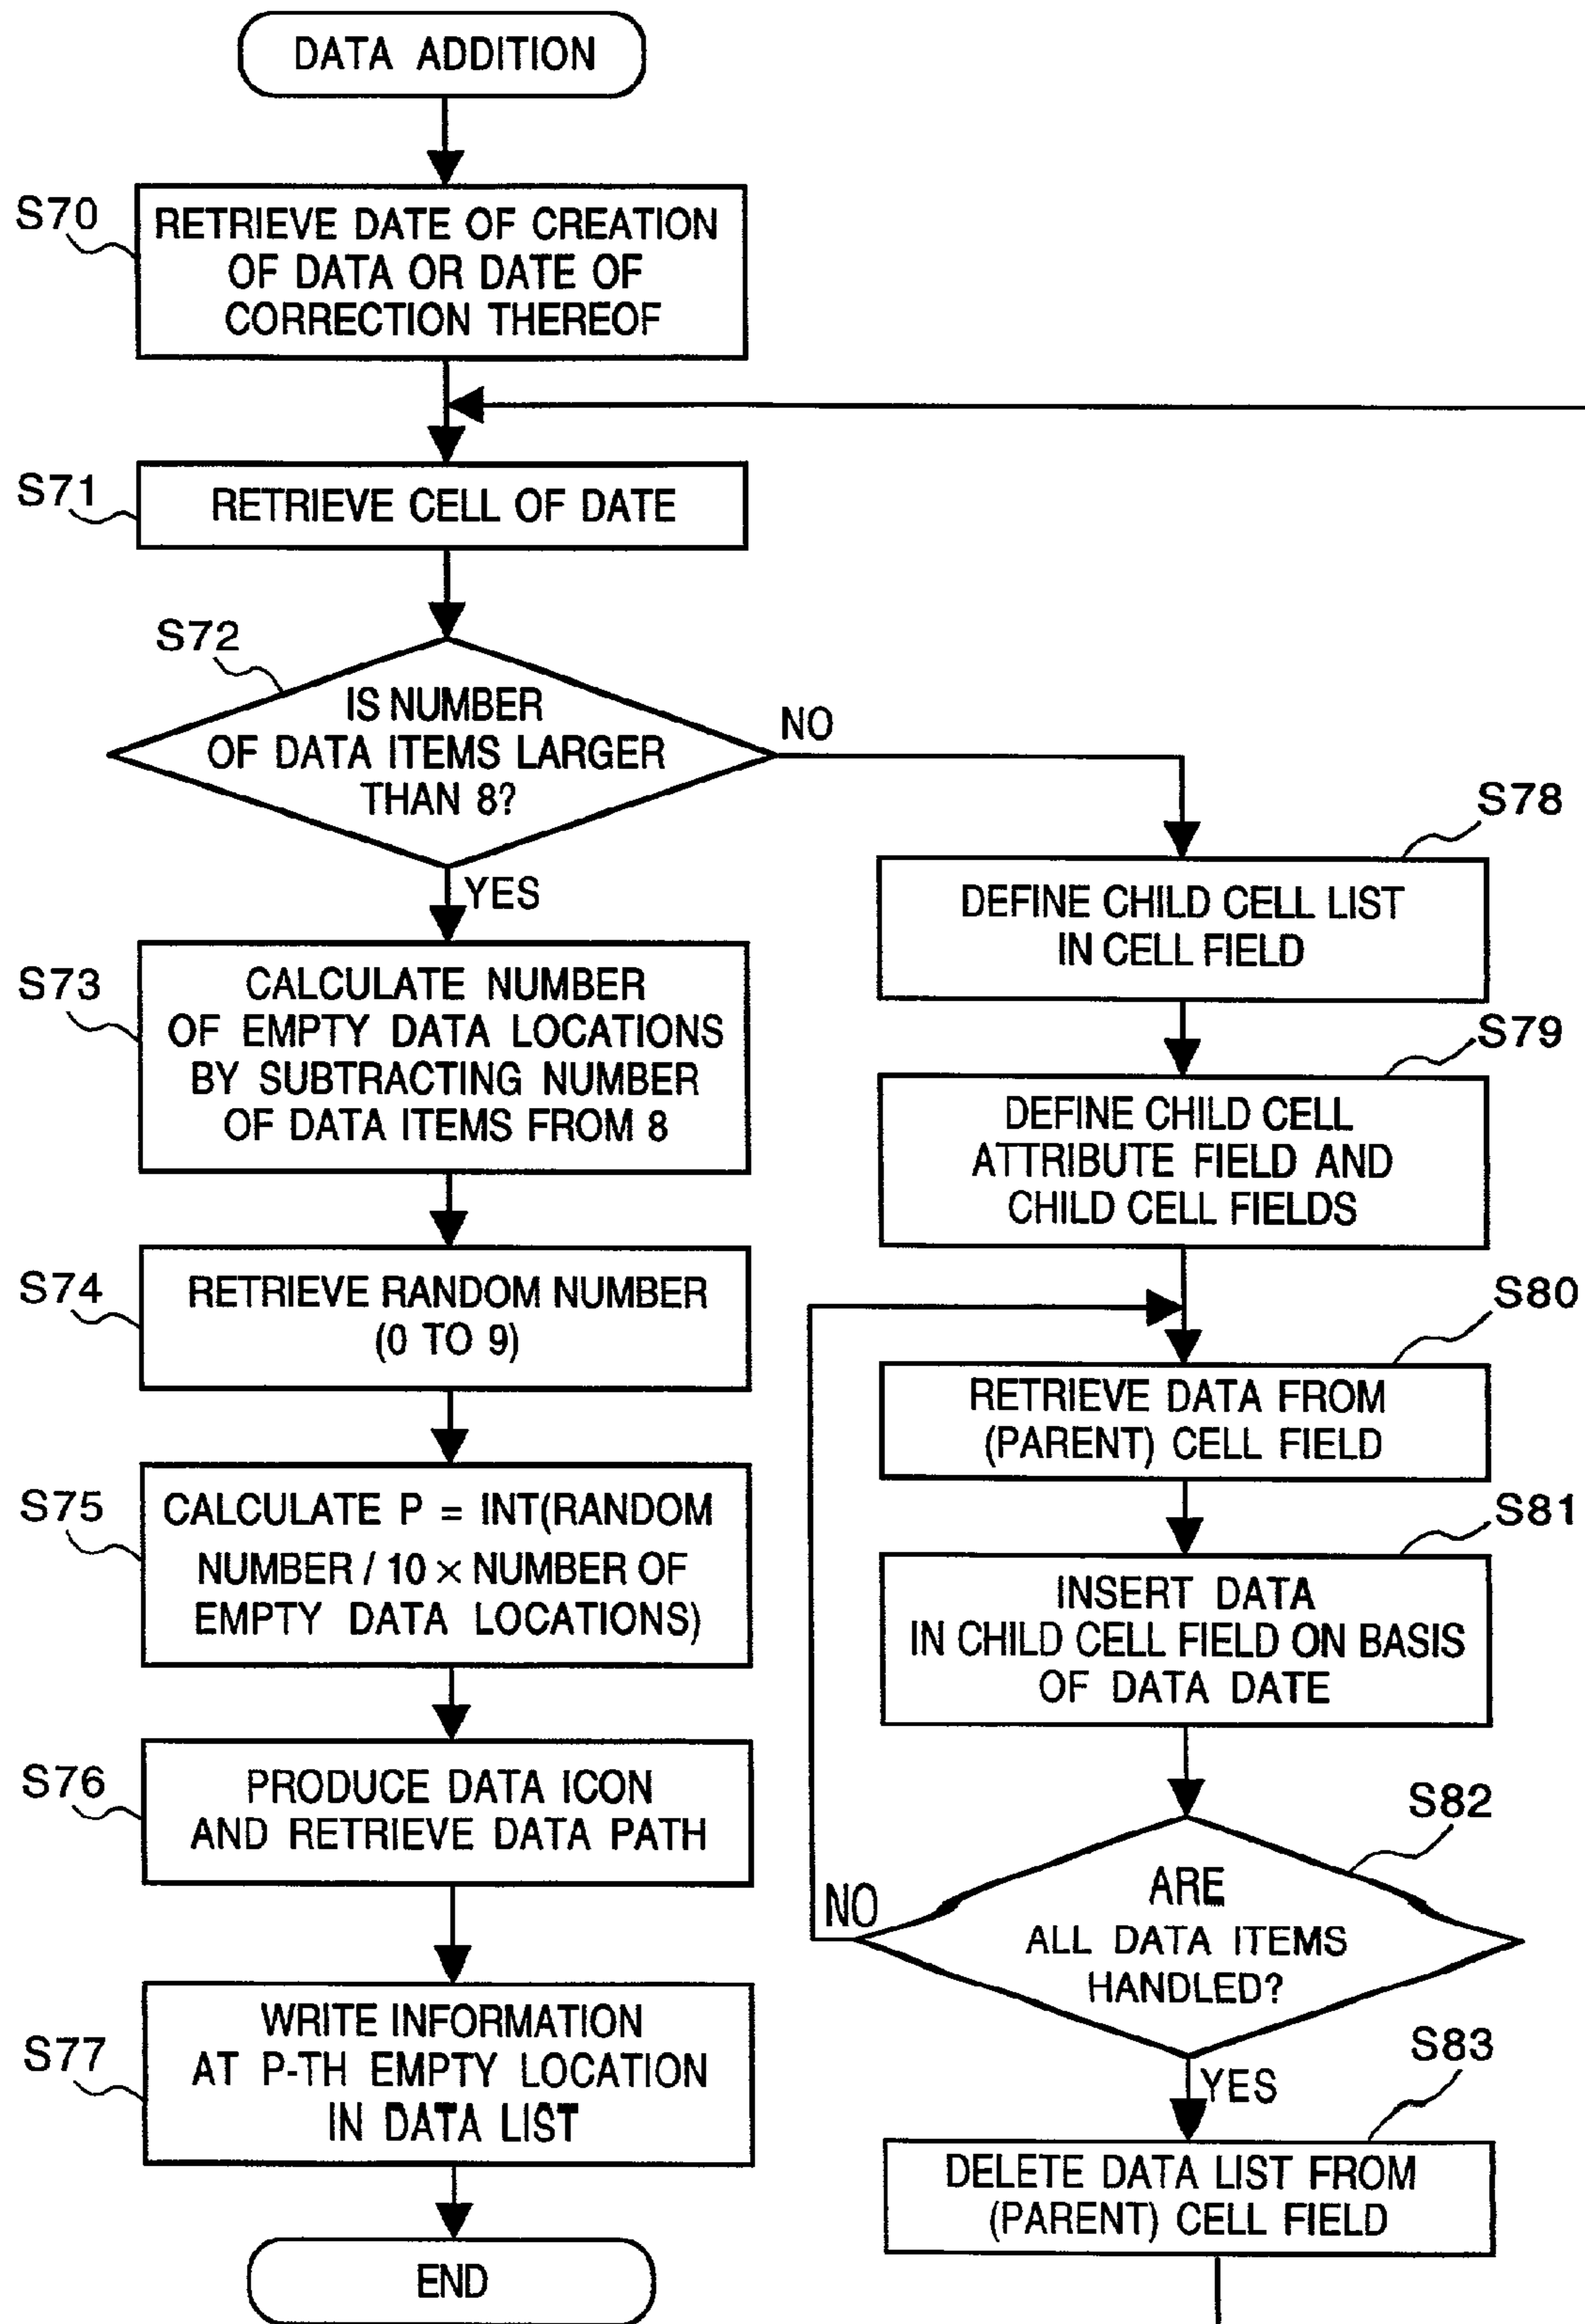 DATA ADDITION
S70
RETRIEVE DATE OF CREATION
OF DATA OR DATE OF
CORRECTION THEREOF
S71
RETRIEVE CELL OF DATE
S72
IS NUMBER
OF DATA ITEMS LARGER
THAN 8?
NO
YES
S73
CALCULATE NUMBER
OF EMPTY DATA LOCATIONS
BY SUBTRACTING NUMBER
OF DATA ITEMS FROM 8
S74
RETRIEVE RANDOM NUMBER
(0 TO 9)
S75
CALCULATE P = INT(RANDOM
NUMBER / 10 × NUMBER OF
EMPTY DATA LOCATIONS)
S76
PRODUCE DATA ICON
AND RETRIEVE DATA PATH
S77
WRITE INFORMATION
AT P-TH EMPTY LOCATION
IN DATA LIST
END
S78
DEFINE CHILD CELL LIST
IN CELL FIELD
S79
DEFINE CHILD CELL
ATTRIBUTE FIELD AND
CHILD CELL FIELDS
S80
RETRIEVE DATA FROM
(PARENT) CELL FIELD
S81
INSERT DATA
IN CHILD CELL FIELD ON BASIS
OF DATA DATE
S82
ARE
ALL DATA ITEMS
HANDLED?
NO
YES
S83
DELETE DATA LIST FROM
(PARENT) CELL FIELD